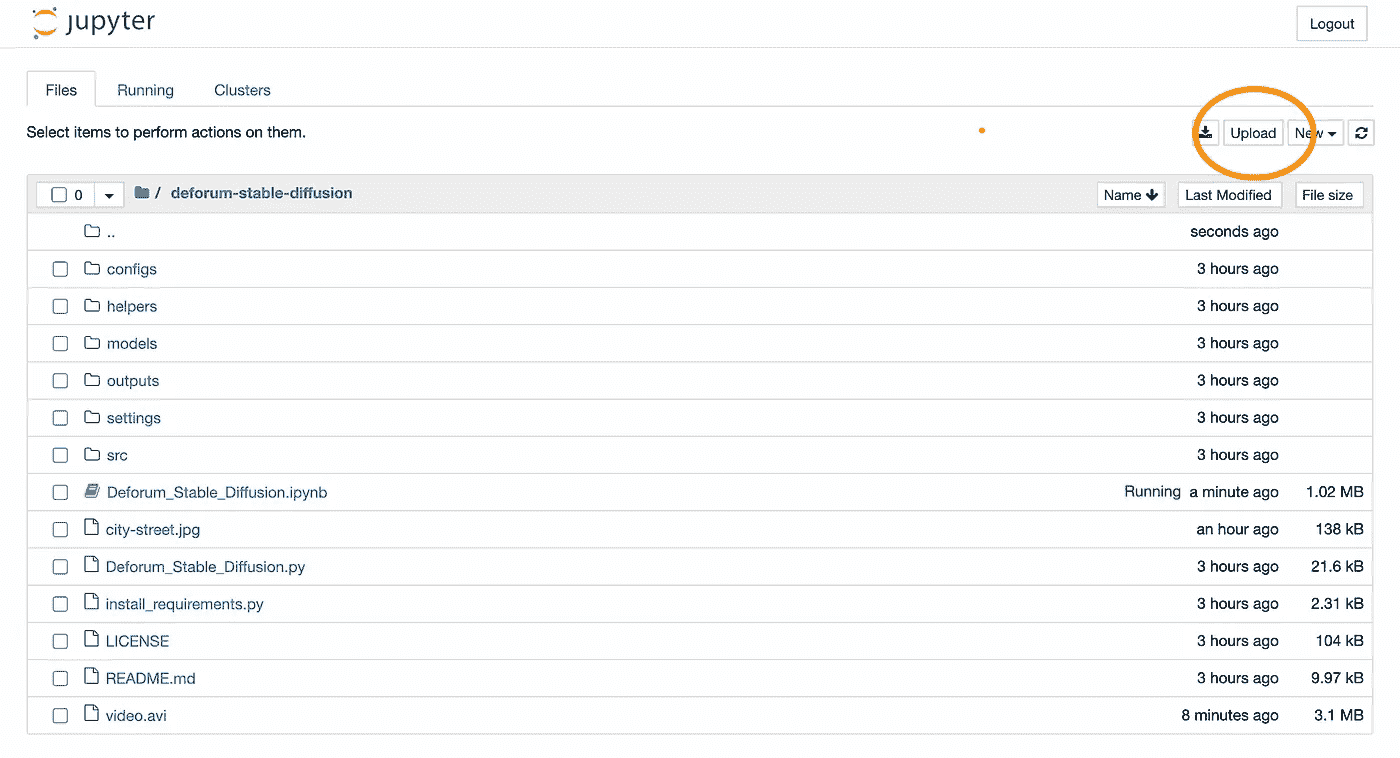 jupyter Logout
Files Running Clusters
Select items to perform actions on them. Upload New
0 / deforum-stable-diffusion Name Last Modified File size
.. seconds ago
configs 3 hours ago
helpers 3 hours ago
models 3 hours ago
outputs 3 hours ago
settings 3 hours ago
src 3 hours ago
Deforum_Stable_Diffusion.ipynb Running a minute ago 1.02 MB
city-street.jpg an hour ago 138 kB
Deforum_Stable_Diffusion.py 3 hours ago 21.6 kB
install_requirements.py 3 hours ago 2.31 kB
LICENSE 3 hours ago 104 kB
README.md 3 hours ago 9.97 kB
video.avi 8 minutes ago 3.1 MB